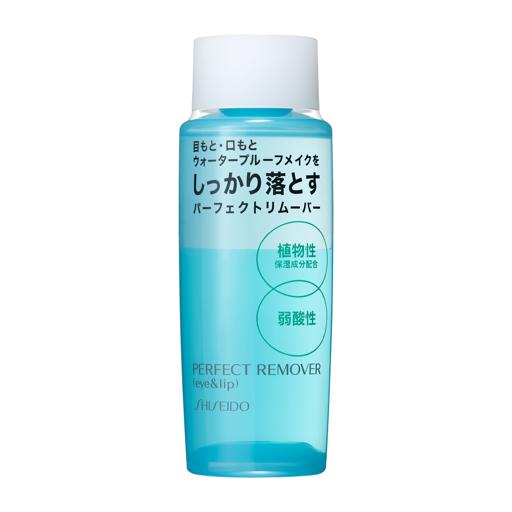 目もと・口もと
ウォータープルーフメイクを
しっかり落とす
パーフェクトリムーバー
植物性
保湿成分配合
弱酸性
PERFECT REMOVER
(eye&lip)
SHISEIDO